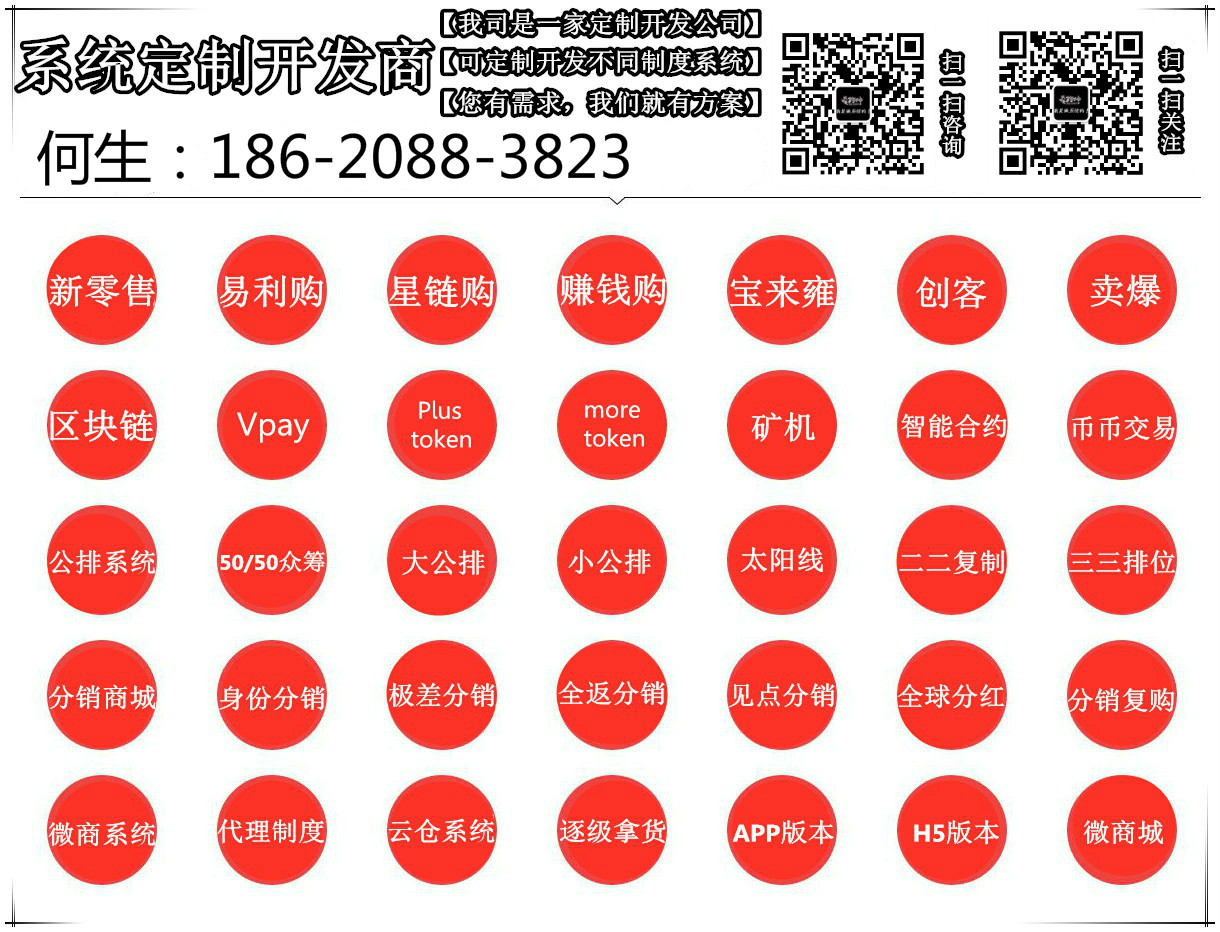 系统定制开发商
【我司是一家定制开发公司】
【可定制开发不同制度系统】
【您有需求，我们就有方案】
何生：186-2088-3823
扫一扫咨询
扫一扫关注
新零售
易利购
星链购
赚钱购
宝来雍
创客
卖爆
区块链
Vpay
Plus
token
more
token
矿机
智能合约
币币交易
公排系统
50/50众筹
大公排
小公排
太阳线
二二复制
三三排位
分销商城
身份分销
极差分销
全返分销
见点分销
全球分红
分销复购
微商系统
代理制度
云仓系统
逐级拿货
APP版本
H5版本
微商城